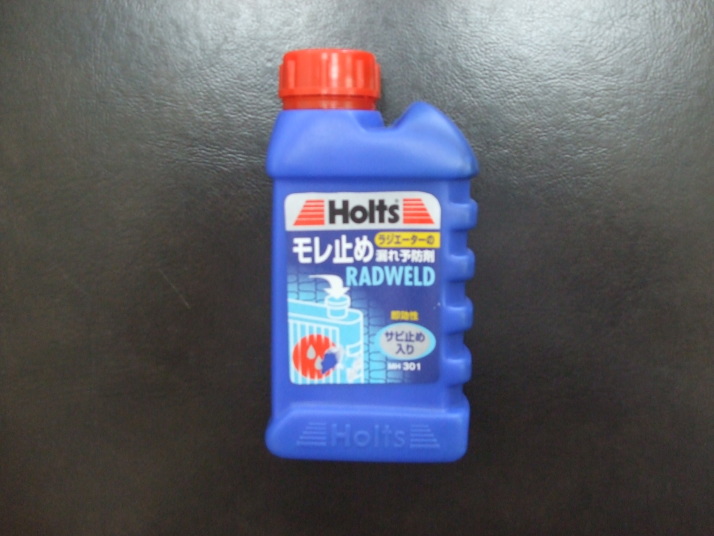 Holts
モレ止め
ラジエーターの
漏れ予防剤
RADWELD
即効性
サビ止め
入り
MH 301
Holts